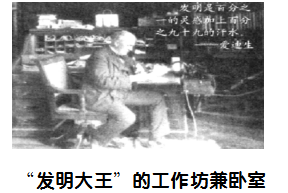 发明是百分之
一的灵感加上百分
之九十九的汗水.
——爱迪生
“发明大王”的工作坊兼卧室